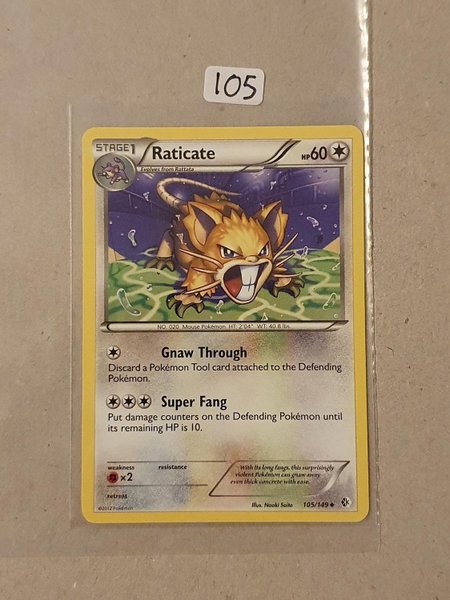 105
STAGE1
Raticate
HP60
Evolves from Rattata
NO. 020 Mouse Pokémon HT: 2'04" WT: 40.8 lbs.
Gnaw Through
Discard a Pokémon Tool card attached to the Defending
Pokémon.
Super Fang
Put damage counters on the Defending Pokémon until
its remaining HP is 10.
weakness
resistance
×2
retreat
With its long fangs, this surprisingly
violent Pokémon can gnaw away
even thick concrete with ease.
Illus. Naoki Saito
105/149
©2012 Pokémon